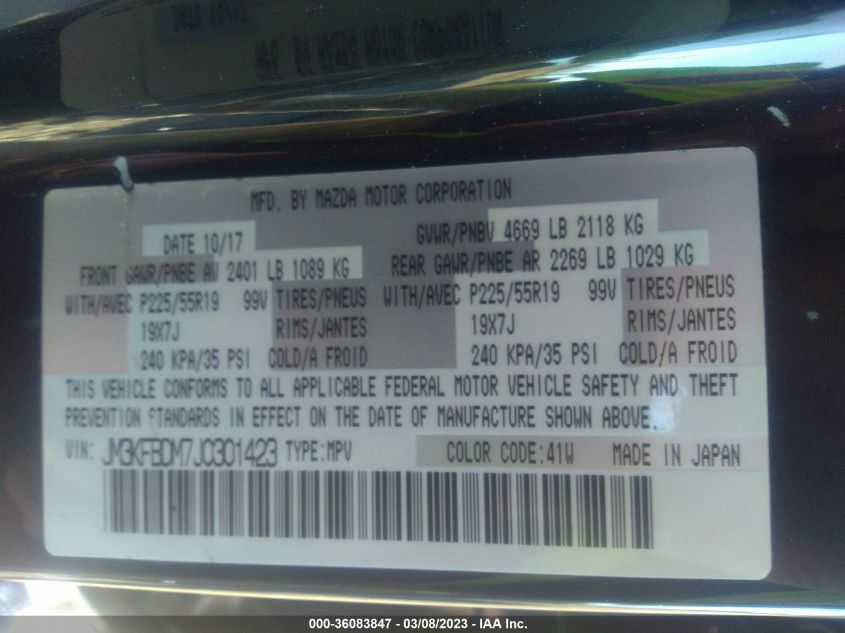 MFD. BY MAZDA MOTOR CORPORATION
DATE 10/17 GVWR/PNBV 4669 LB 2118 KG
FRONT GAWR/PNBE AV 2401 LB 1089 KG REAR GAWR/PNBE AR 2269 LB 1029 KG
WITH/AVEC P225/55R19 99V TIRES/PNEUS WITH/AVEC P225/55R19 99V TIRES/PNEUS
19X7J RIMS/JANTES 19X7J RIMS/JANTES
240 KPA/35 PSI COLD/A FROID 240 KPA/35 PSI COLD/A FROID
THIS VEHICLE CONFORMS TO ALL APPLICABLE FEDERAL MOTOR VEHICLE SAFETY AND THEFT
PREVENTION STANDARDS IN EFFECT ON THE DATE OF MANUFACTURE SHOWN ABOVE.
VIN: JM3KFBDM7J0301423 TYPE:MPV COLOR CODE:41W MADE IN JAPAN
000-36083847 - 03/08/2023 - IAA Inc.